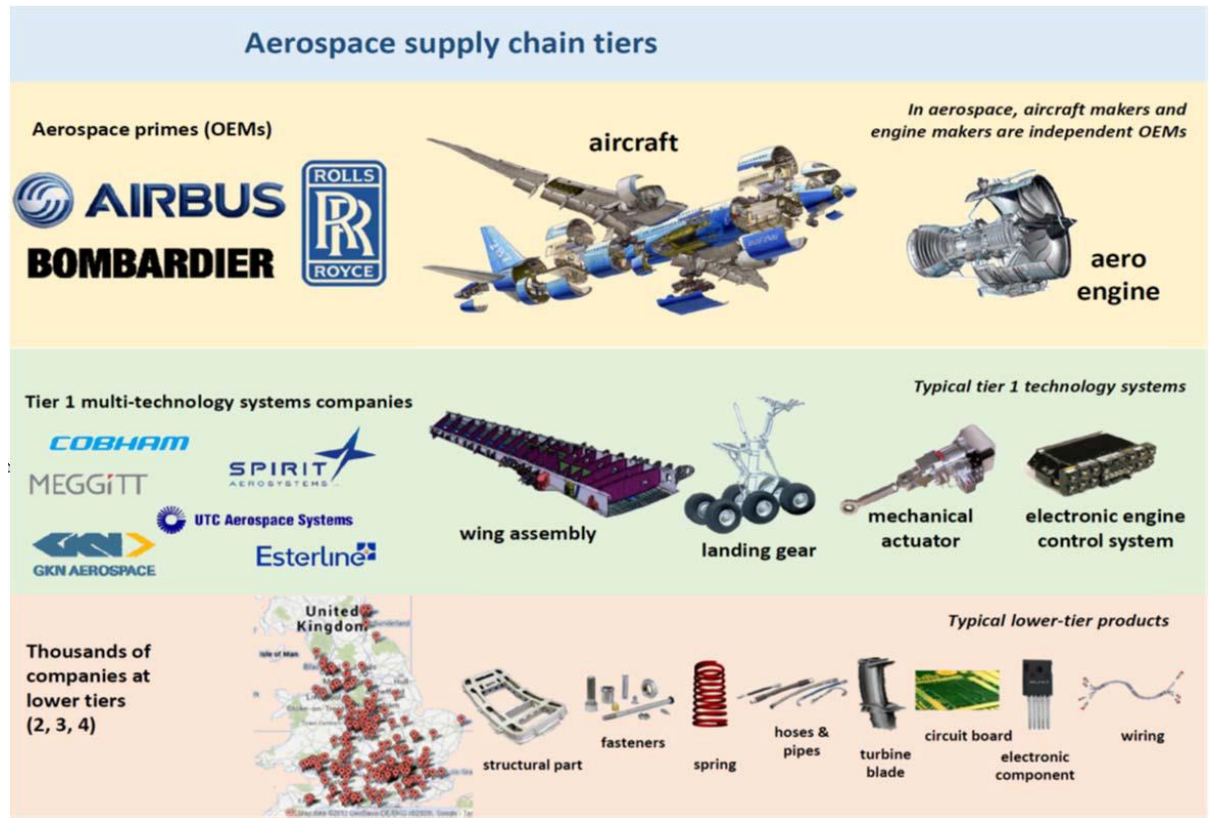 Aerospace supply chain tiers
Aerospace primes (OEMs)
AIRBUS
BOMBARDIER
ROLLS
RR
ROYCE
aircraft
In aerospace, aircraft makers and
engine makers are independent OEMs
aero
engine
Tier 1 multi-technology systems companies
COBHAM
MEGGiTT
SPIRIT
AEROSYSTEMS
UTC Aerospace Systems
GKN
GKN AEROSPACE
Esterline
Typical tier 1 technology systems
wing assembly
landing gear
mechanical
actuator
electronic engine
control system
Thousands of
companies at
lower tiers
(2, 3, 4)
United
Kingdom
Isle of Man
Typical lower-tier products
structural part
fasteners
spring
hoses &
pipes
turbine
blade
circuit board
electronic
component
wiring